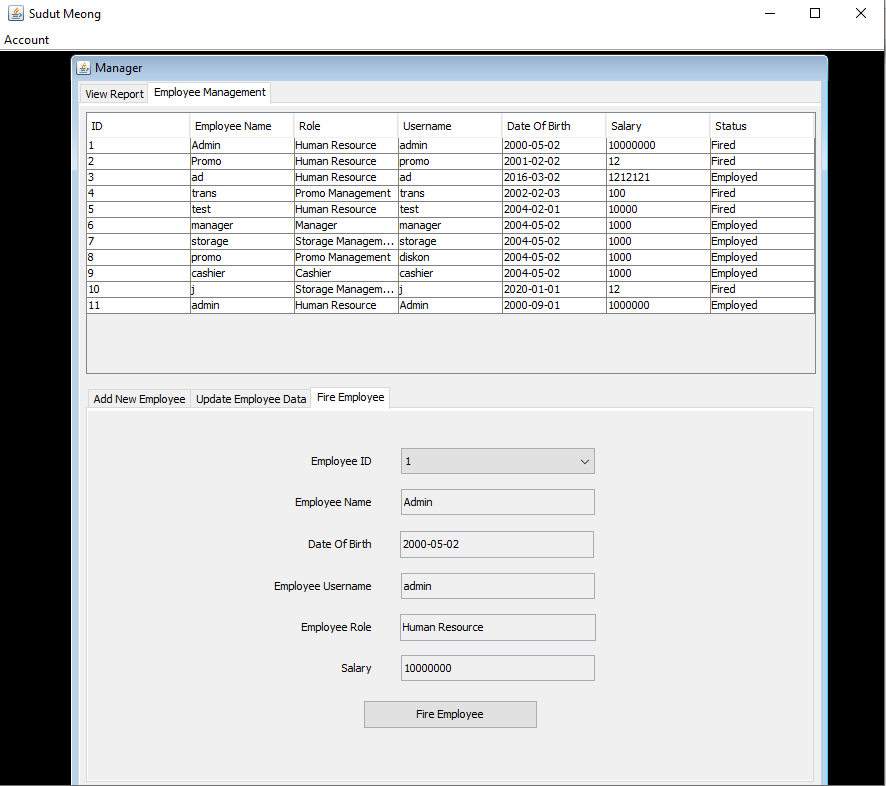 Sudut Meong
Account
Manager
View Report Employee Management
ID Employee Name Role Username Date Of Birth Salary Status
1 Admin Human Resource admin 2000-05-02 10000000 Fired
2 Promo Human Resource promo 2001-02-02 12 Fired
3 ad Human Resource ad 2016-03-02 1212121 Employed
4 trans Promo Management trans 2002-02-03 100 Fired
5 test Human Resource test 2004-02-01 10000 Fired
6 manager Manager manager 2004-05-02 1000 Employed
7 storage Storage Managem... storage 2004-05-02 1000 Employed
8 promo Promo Management diskon 2004-05-02 1000 Employed
9 cashier Cashier cashier 2004-05-02 1000 Employed
10 j Storage Managem... j 2020-01-01 12 Fired
11 admin Human Resource Admin 2000-09-01 1000000 Employed
Add New Employee Update Employee Data Fire Employee
Employee ID 1
Employee Name Admin
Date Of Birth 2000-05-02
Employee Username admin
Employee Role Human Resource
Salary 10000000
Fire Employee